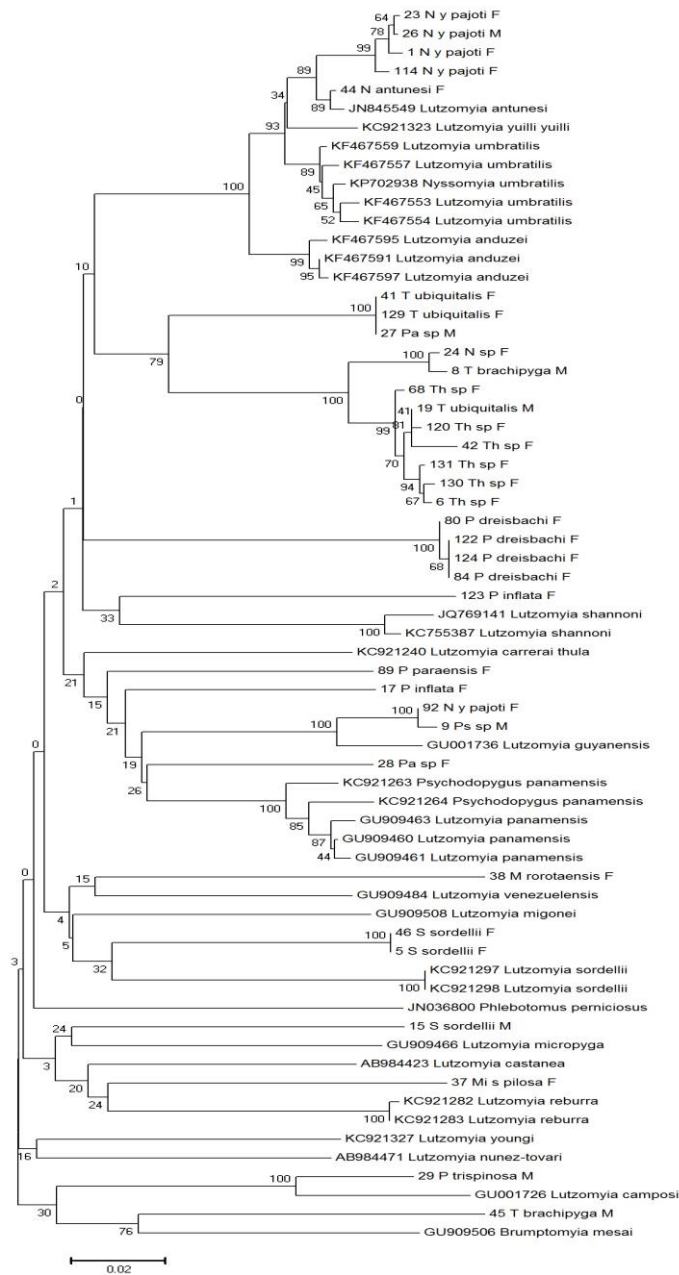 23 N y pajoti F
64
26 N y pajoti M
78
1 N y pajoti F
99
114 N y pajoti F
89
44 N antunesi F
34
89
JN845549 Lutzomyia antunesi
93
KC921323 Lutzomyia yuilli yuilli
KF467559 Lutzomyia umbratilis
89
KF467557 Lutzomyia umbratilis
100
45
KP702938 Nyssomyia umbratilis
65
KF467553 Lutzomyia umbratilis
52
KF467554 Lutzomyia umbratilis
KF467595 Lutzomyia anduzei
99
KF467591 Lutzomyia anduzei
95
KF467597 Lutzomyia anduzei
10
41 T ubiquitalis F
100
129 T ubiquitalis F
27 Pa sp M
79
24 N sp F
100
8 T brachipyga M
100
68 Th sp F
41
19 T ubiquitalis M
0
99
81
120 Th sp F
42 Th sp F
70
131 Th sp F
94
130 Th sp F
67
6 Th sp F
1
80 P dreisbachi F
100
122 P dreisbachi F
124 P dreisbachi F
68
84 P dreisbachi F
2
123 P inflata F
33
JQ769141 Lutzomyia shannoni
100
KC755387 Lutzomyia shannoni
KC921240 Lutzomyia carrerai thula
21
89 P paraensis F
15
17 P inflata F
21
92 N y pajoti F
100
9 Ps sp M
100
GU001736 Lutzomyia guyanensis
0
19
28 Pa sp F
26
KC921263 Psychodopygus panamensis
100
KC921264 Psychodopygus panamensis
85
GU909463 Lutzomyia panamensis
87
GU909460 Lutzomyia panamensis
44
GU909461 Lutzomyia panamensis
0
15
38 M rorotaensis F
GU909484 Lutzomyia venezuelensis
4
GU909508 Lutzomyia migonei
5
46 S sordellii F
100
5 S sordellii F
32
KC921297 Lutzomyia sordellii
3
100
KC921298 Lutzomyia sordellii
JN036800 Phlebotomus perniciosus
24
15 S sordellii M
GU909466 Lutzomyia micropyga
3
AB984423 Lutzomyia castanea
20
37 Mi s pilosa F
24
KC921282 Lutzomyia reburra
100
KC921283 Lutzomyia reburra
KC921327 Lutzomyia youngi
16
AB984471 Lutzomyia nunez-tovari
100
29 P trispinosa M
GU001726 Lutzomyia camposi
30
45 T brachipyga M
76
GU909506 Brumptomyia mesai
0.02